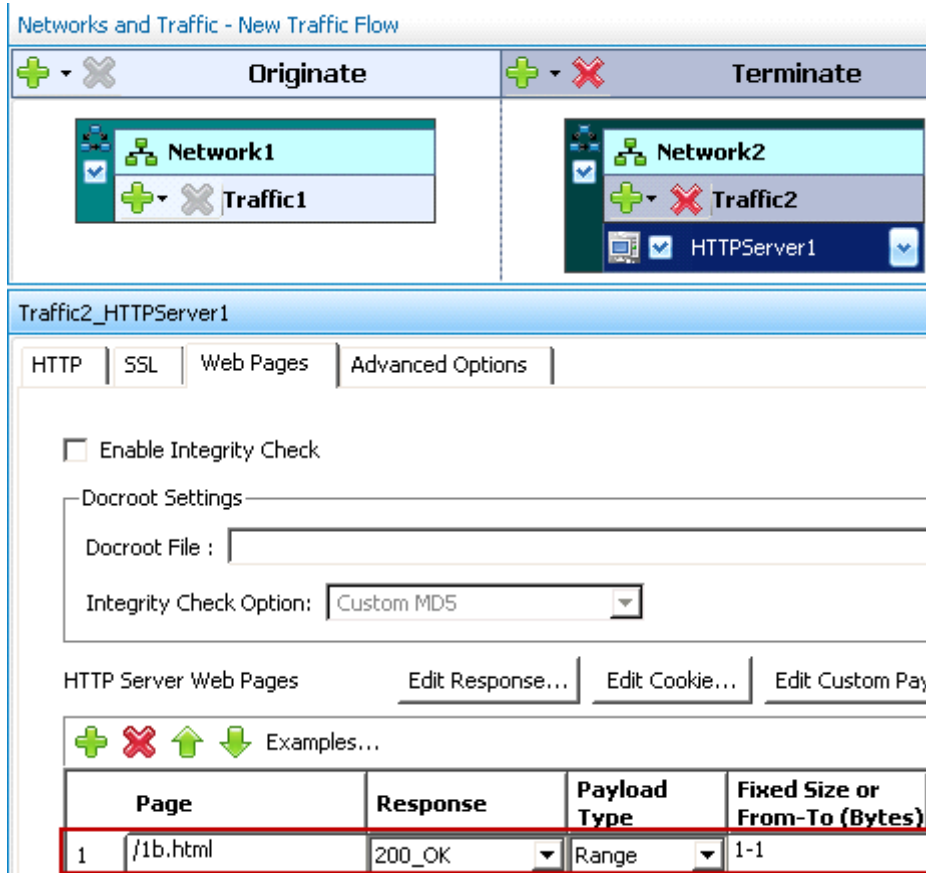 Networks and Traffic - New Traffic Flow
Originate
Terminate
Network1
Traffic1
Network2
Traffic2
HTTPServer1
Traffic2_HTTPServer1
HTTP SSL Web Pages Advanced Options
Enable Integrity Check
Docroot Settings
Docroot File :
Integrity Check Option: Custom MD5
HTTP Server Web Pages Edit Response... Edit Cookie... Edit Custom Pay
Examples...
Page Response Payload Type Fixed Size or From-To (Bytes)
1 /1b.html 200_OK Range 1-1